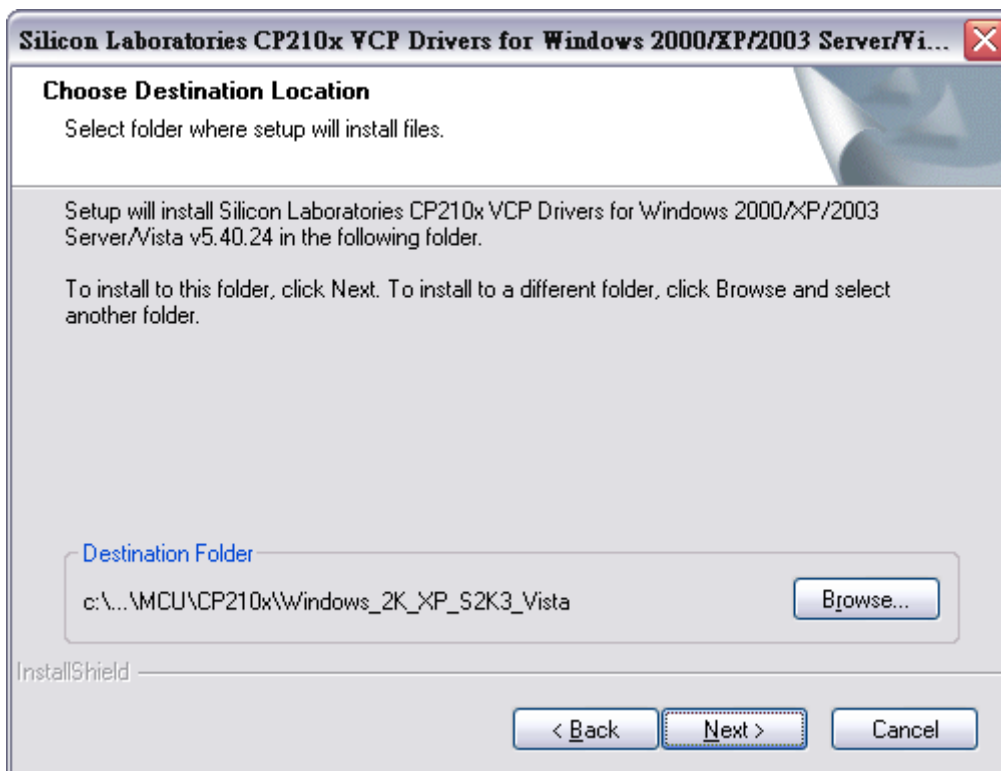 Silicon Laboratories CP210x VCP Drivers for Windows 2000/XP/2003 Server/Vi...
Choose Destination Location
Select folder where setup will install files.
Setup will install Silicon Laboratories CP210x VCP Drivers for Windows 2000/XP/2003
Server/Vista v5.40.24 in the following folder.
To install to this folder, click Next. To install to a different folder, click Browse and select
another folder.
Destination Folder
c:\...\MCU\CP210x\Windows_2K_XP_S2K3_Vista
Browse...
InstallShield
< Back
Next >
Cancel